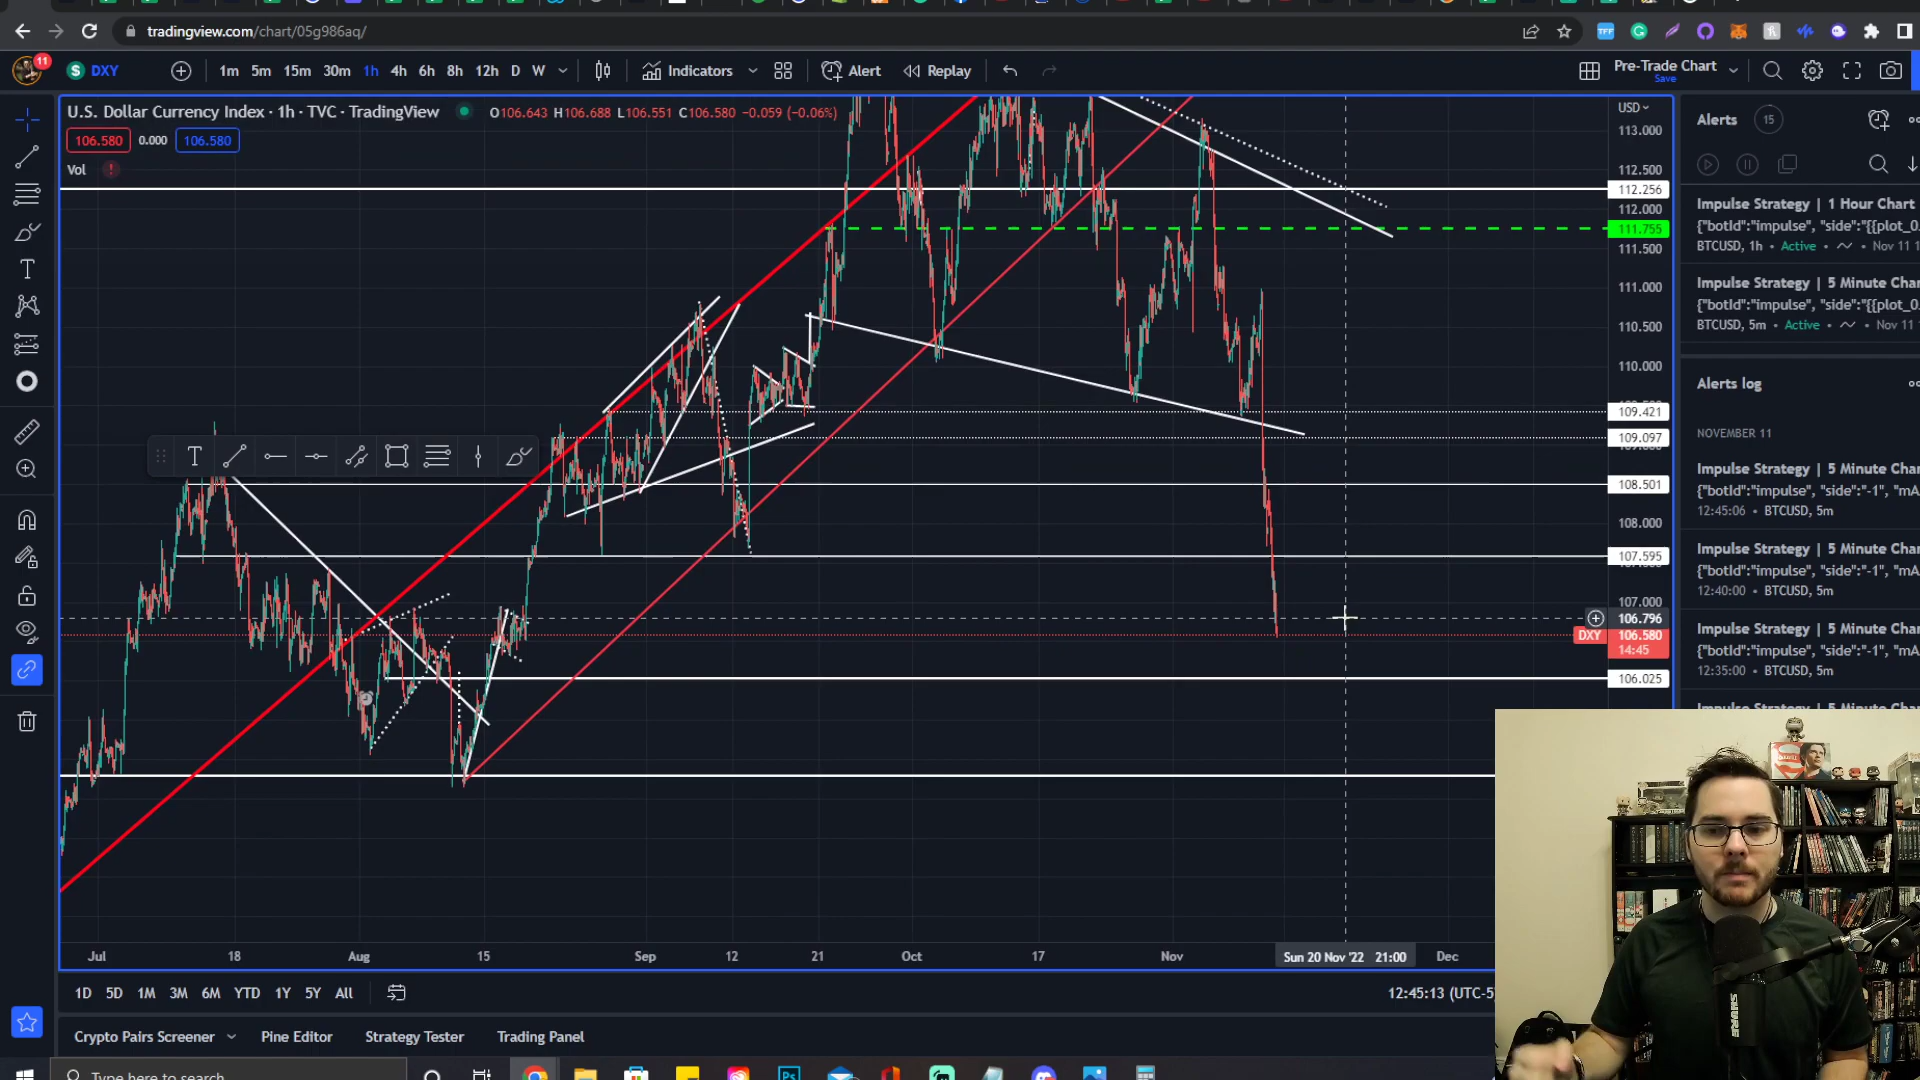 tradingview.com/chart/05g986aq/
11
S DXY
1m 5m 15m 30m 1h 4h 6h 8h 12h D W
Indicators
Alert
Replay
Pre-Trade Chart
Save
U.S. Dollar Currency Index · 1h · TVC · TradingView
O106.643 H106.688 L106.551 C106.580 -0.059 (-0.06%)
106.580 0.000 106.580
Vol
USD
113.000
112.500
112.256
112.000
111.755
111.500
111.000
110.500
110.000
109.421
109.097
108.501
108.000
107.595
107.000
106.796
DXY 106.580
14:45
106.025
Jul 18 Aug 15 Sep 12 21 Oct 17 Nov Sun 20 Nov '22 21:00 Dec
1D 5D 1M 3M 6M YTD 1Y 5Y All
12:45:13 (UTC-5
Crypto Pairs Screener Pine Editor Strategy Tester Trading Panel
Alerts 15
Impulse Strategy | 1 Hour Chart
{"botId":"impulse", "side":"{{plot_0
BTCUSD, 1h • Active • Nov 11 1
Impulse Strategy | 5 Minute Char
{"botId":"impulse", "side":"{{plot_0
BTCUSD, 5m • Active • Nov 11
Alerts log
NOVEMBER 11
Impulse Strategy | 5 Minute Char
{"botId":"impulse", "side":"-1", "mA
12:45:06 • BTCUSD, 5m
Impulse Strategy | 5 Minute Char
{"botId":"impulse", "side":"-1", "mA
12:40:00 • BTCUSD, 5m
Impulse Strategy | 5 Minute Char
{"botId":"impulse", "side":"-1", "mA
12:35:00 • BTCUSD, 5m
SHURE
Type here to search